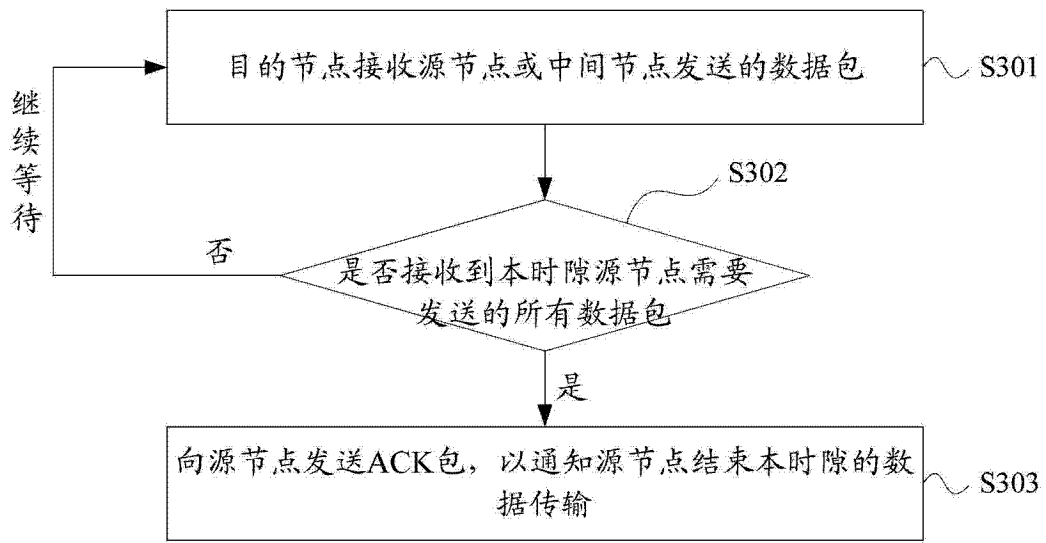 目的节点接收源节点或中间节点发送的数据包
S301
继续等待
S302
否
是否接收到本时隙源节点需要
发送的所有数据包
是
向源节点发送ACK包，以通知源节点结束本时隙的数
据传输
S303